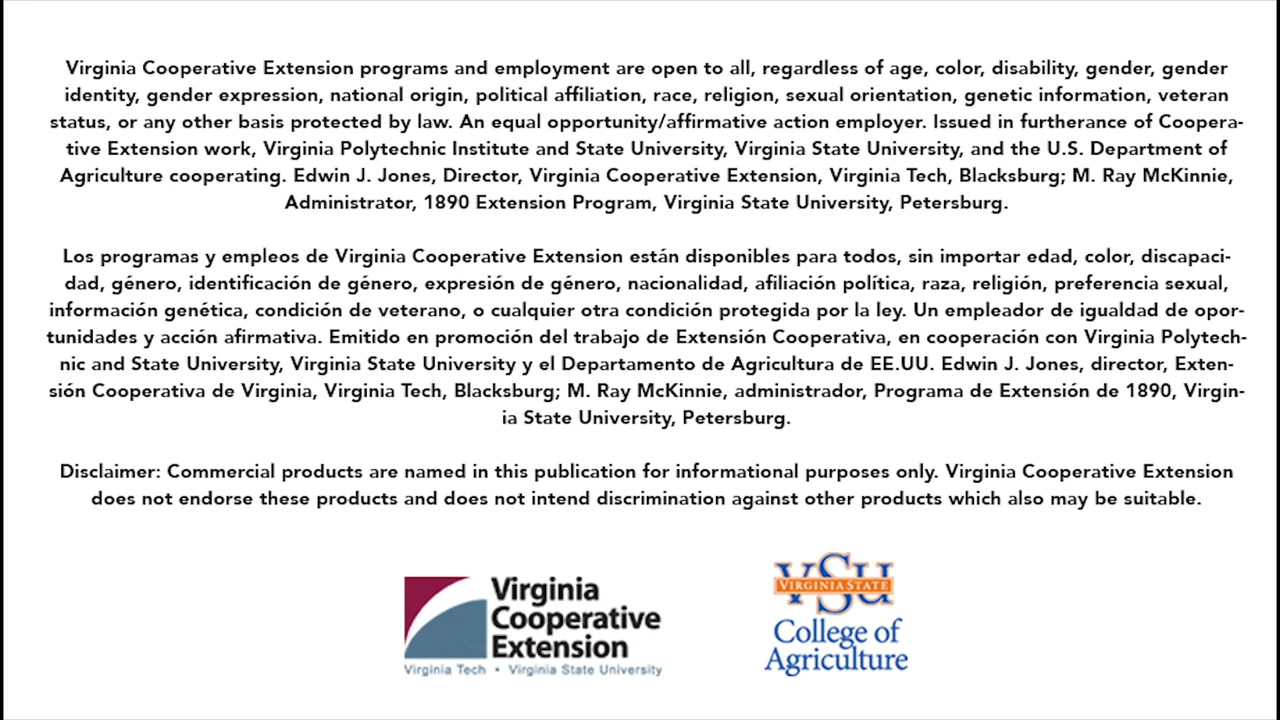 Virginia Cooperative Extension programs and employment are open to all, regardless of age, color, disability, gender, gender
identity, gender expression, national origin, political affiliation, race, religion, sexual orientation, genetic information, veteran
status, or any other basis protected by law. An equal opportunity/affirmative action employer. Issued in furtherance of Coopera-
tive Extension work, Virginia Polytechnic Institute and State University, Virginia State University, and the U.S. Department of
Agriculture cooperating. Edwin J. Jones, Director, Virginia Cooperative Extension, Virginia Tech, Blacksburg; M. Ray McKinnie,
Administrator, 1890 Extension Program, Virginia State University, Petersburg.
Los programas y empleos de Virginia Cooperative Extension están disponibles para todos, sin importar edad, color, discapaci-
dad, género, identificación de género, expresión de género, nacionalidad, afiliación política, raza, religión, preferencia sexual,
información genética, condición de veterano, o cualquier otra condición protegida por la ley. Un empleador de igualdad de opor-
tunidades y acción afirmativa. Emitido en promoción del trabajo de Extensión Cooperativa, en cooperación con Virginia Polytech-
nic and State University, Virginia State University y el Departamento de Agricultura de EE.UU. Edwin J. Jones, director, Exten-
sión Cooperativa de Virginia, Virginia Tech, Blacksburg; M. Ray McKinnie, administrador, Programa de Extensión de 1890, Virgin-
ia State University, Petersburg.
Disclaimer: Commercial products are named in this publication for informational purposes only. Virginia Cooperative Extension
does not endorse these products and does not intend discrimination against other products which also may be suitable.
Virginia
Cooperative
Extension
Virginia Tech • Virginia State University
VSU
VIRGINIA STATE
College of
Agriculture